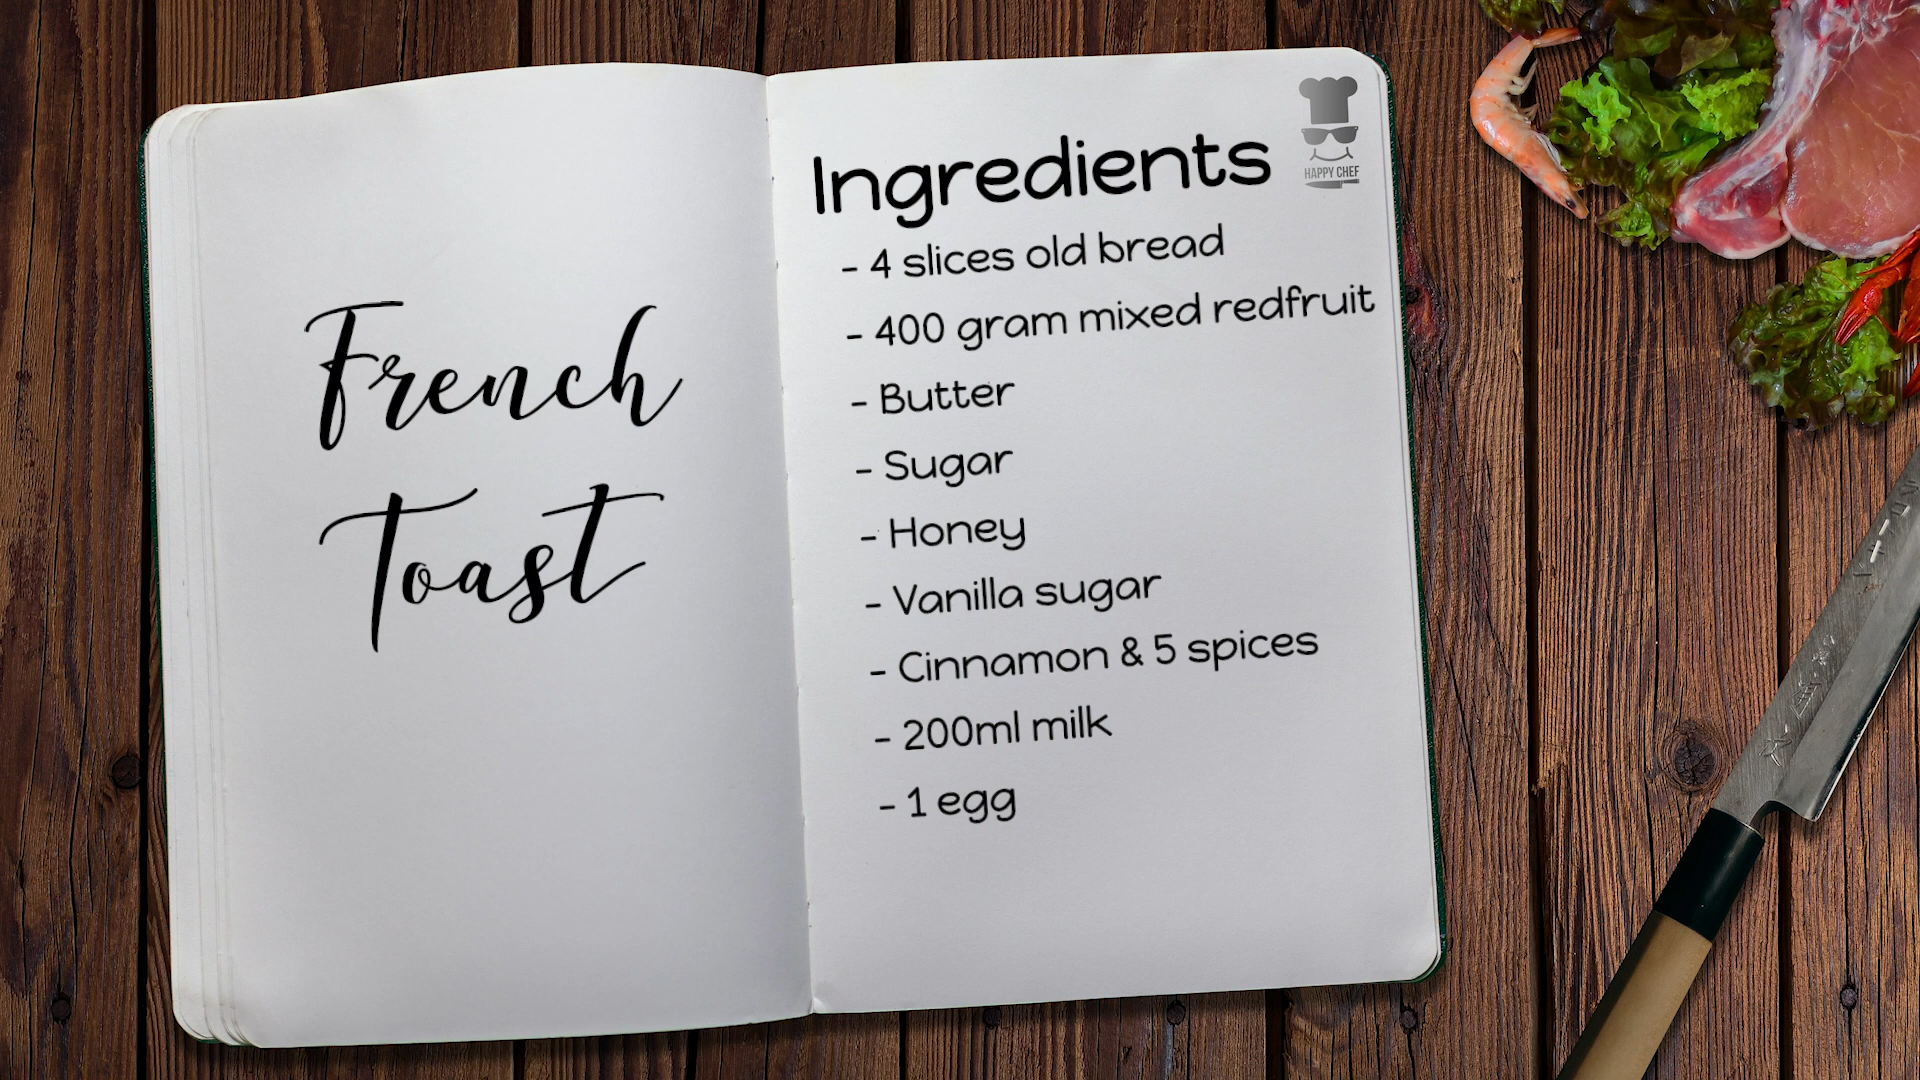 French
Toast
Ingredients
- 4 slices old bread
- 400 gram mixed redfruit
- Butter
- Sugar
- Honey
- Vanilla sugar
- Cinnamon & 5 spices
- 200ml milk
- 1 egg
HAPPY CHEF